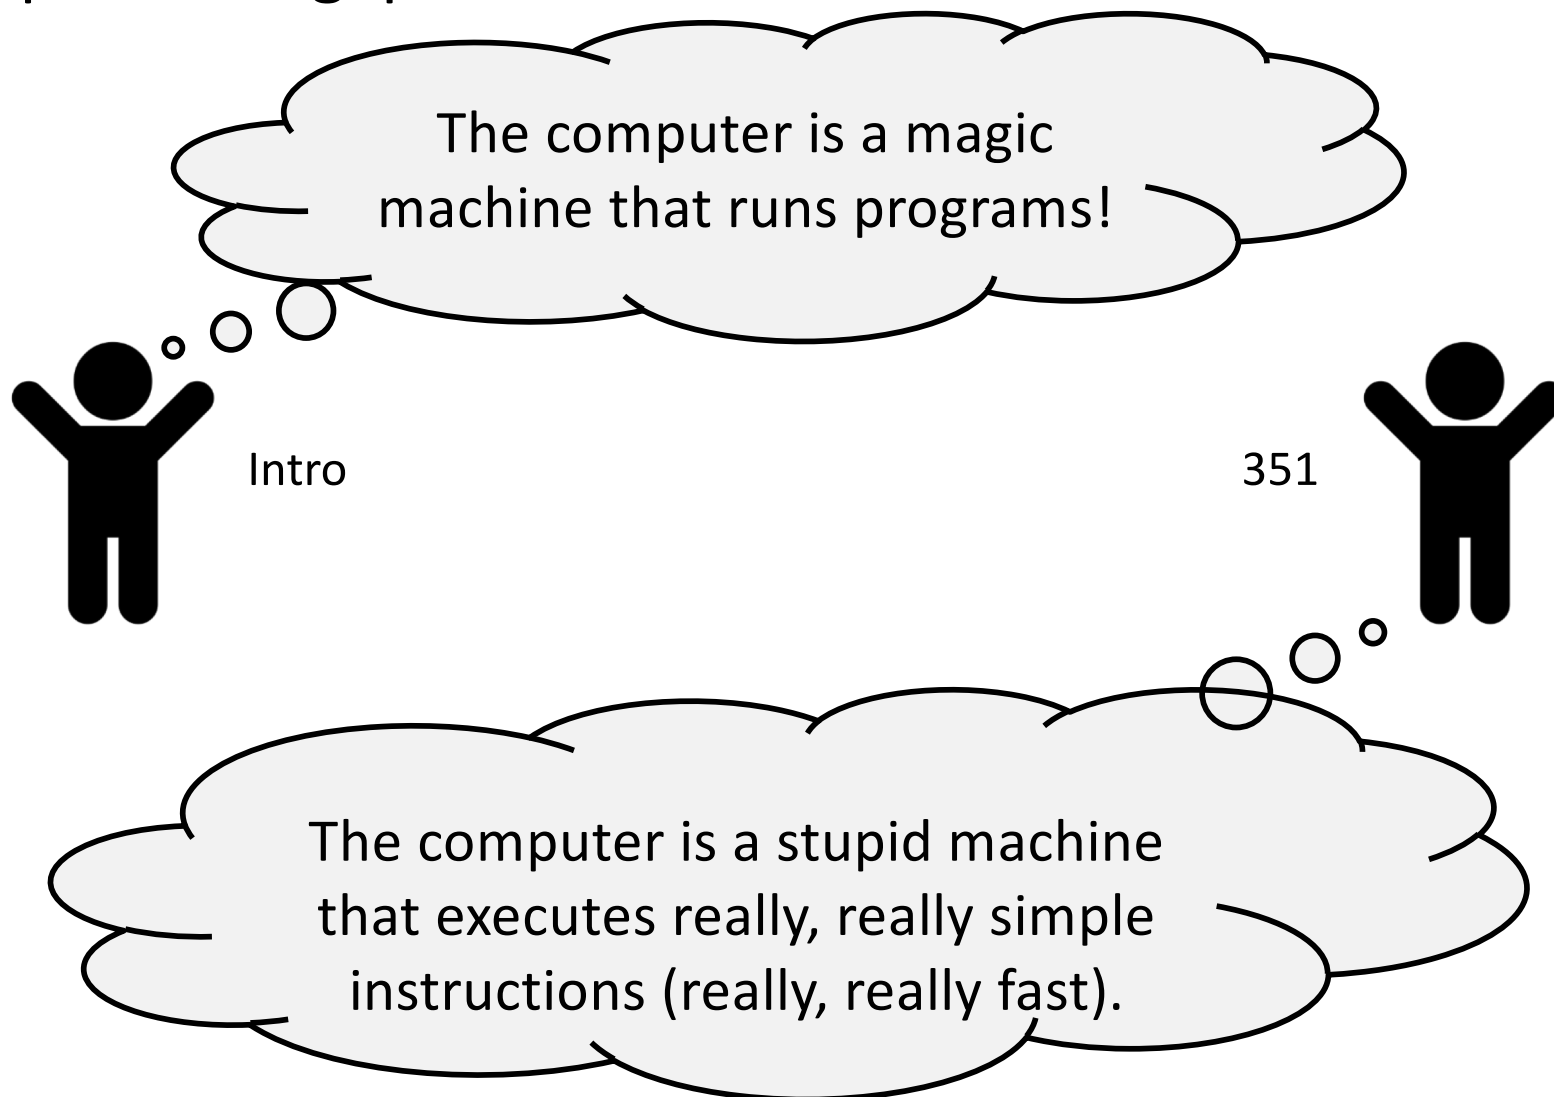 The computer is a magic
machine that runs programs!
Intro
351
The computer is a stupid machine
that executes really, really simple
instructions (really, really fast).